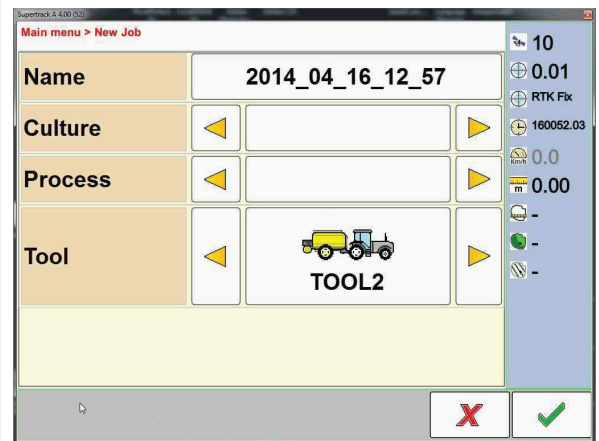 Supertrack A 4.00 (52)
Main menu > New Job
Name
2014_04_16_12_57
Culture
Process
Tool
TOOL2
10
0.01
RTK Fix
160052.03
Km/h
0.0
m
0.00
-
-
-